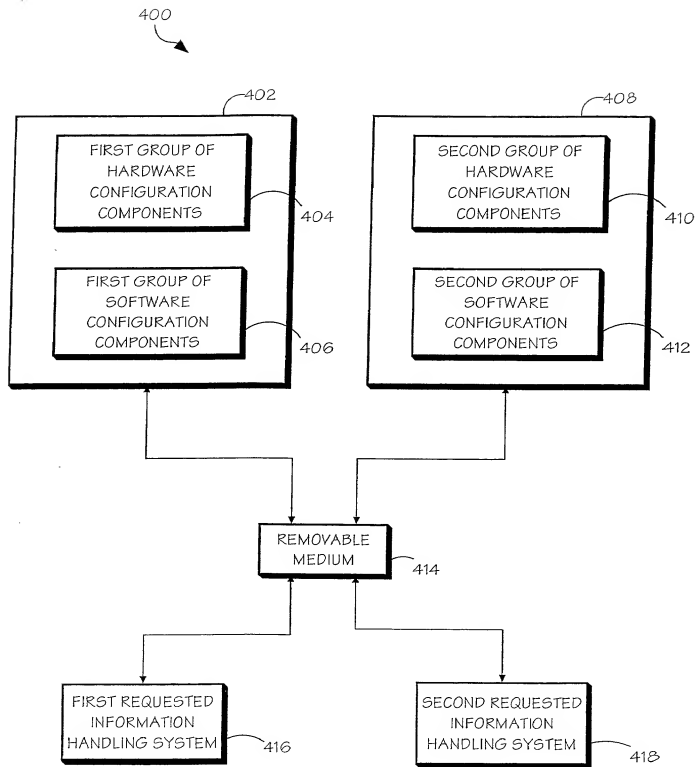 400
402
408
FIRST GROUP OF
HARDWARE
CONFIGURATION
COMPONENTS
404
SECOND GROUP OF
HARDWARE
CONFIGURATION
COMPONENTS
410
FIRST GROUP OF
SOFTWARE
CONFIGURATION
COMPONENTS
406
SECOND GROUP OF
SOFTWARE
CONFIGURATION
COMPONENTS
412
REMOVABLE
MEDIUM
414
FIRST REQUESTED
INFORMATION
HANDLING SYSTEM
416
SECOND REQUESTED
INFORMATION
HANDLING SYSTEM
418